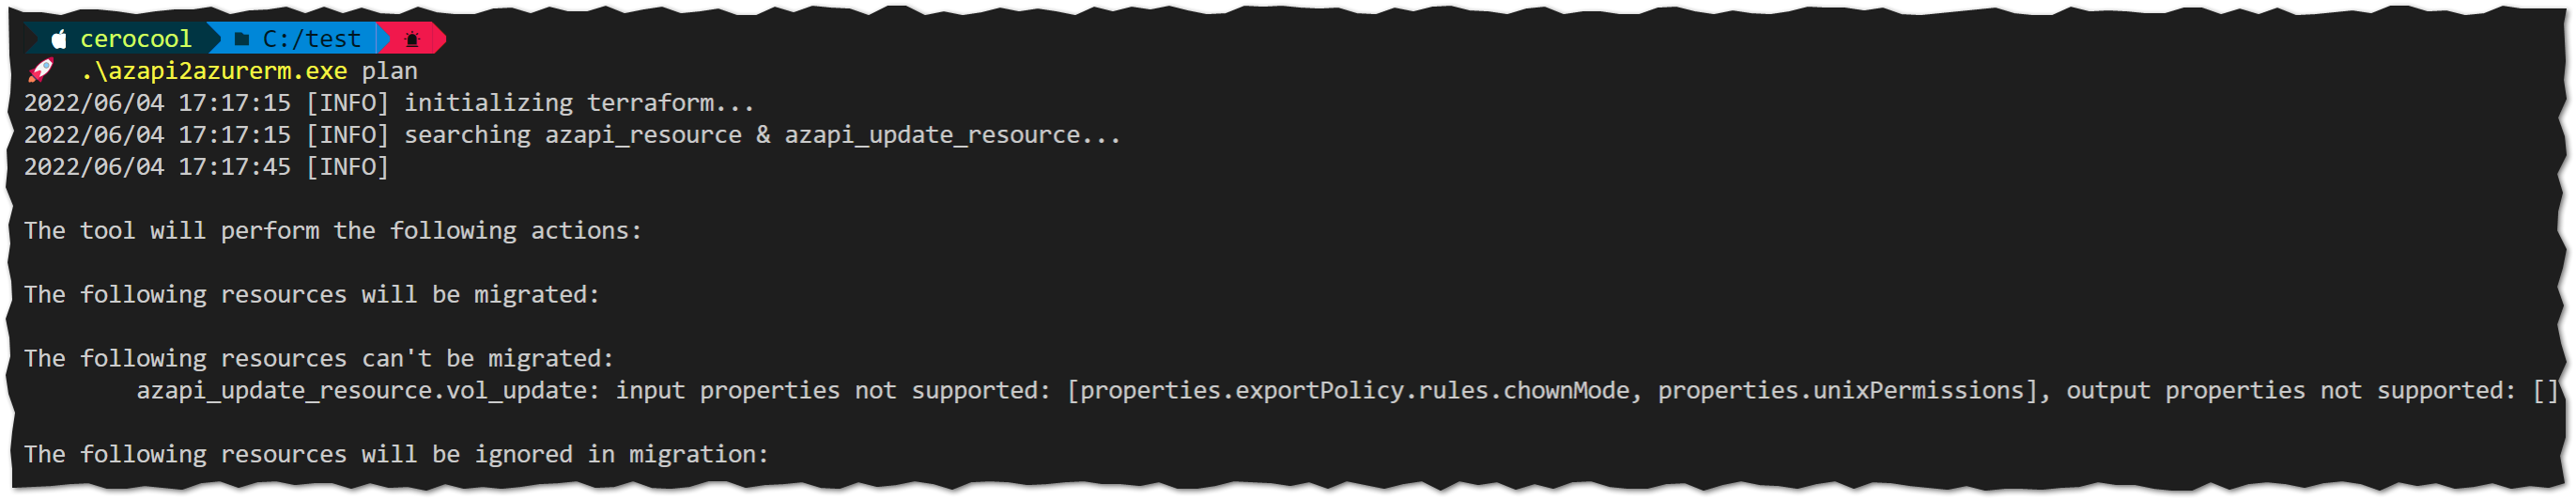 cerocool C:/test
.\azapi2azurerm.exe plan
2022/06/04 17:17:15 [INFO] initializing terraform...
2022/06/04 17:17:15 [INFO] searching azapi_resource & azapi_update_resource...
2022/06/04 17:17:45 [INFO]
The tool will perform the following actions:
The following resources will be migrated:
The following resources can't be migrated:
azapi_update_resource.vol_update: input properties not supported: [properties.exportPolicy.rules.chownMode, properties.unixPermissions], output properties not supported: []
The following resources will be ignored in migration: